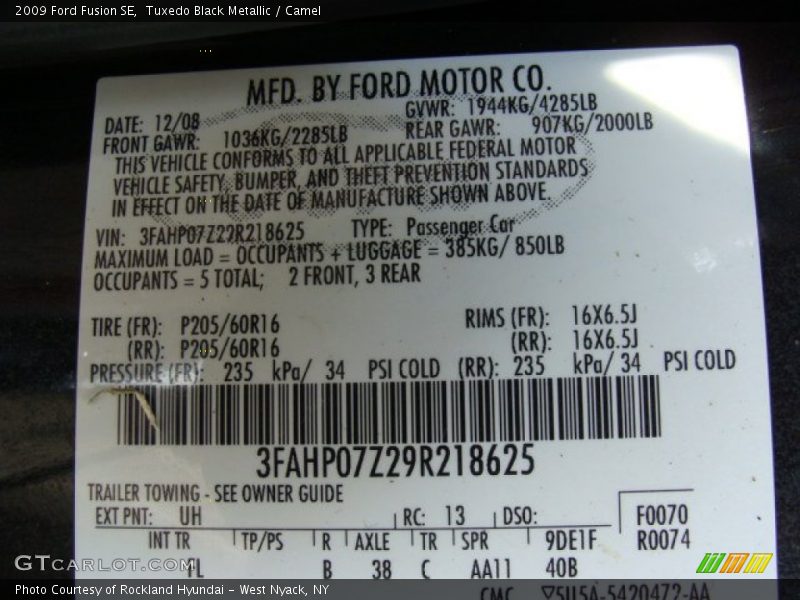 2009 Ford Fusion SE,  Tuxedo Black Metallic / Camel
MFD. BY FORD MOTOR CO.
DATE: 12/08 GVWR: 1944KG/4285LB
FRONT GAWR: 1036KG/2285LB REAR GAWR: 907KG/2000LB
THIS VEHICLE CONFORMS TO ALL APPLICABLE FEDERAL MOTOR
VEHICLE SAFETY, BUMPER, AND THEFT PREVENTION STANDARDS
IN EFFECT ON THE DATE OF MANUFACTURE SHOWN ABOVE.
VIN: 3FAHP07Z29R218625 TYPE: Passenger Car
MAXIMUM LOAD = OCCUPANTS + LUGGAGE = 385KG/ 850LB
OCCUPANTS = 5 TOTAL; 2 FRONT, 3 REAR
TIRE (FR): P205/60R16 RIMS (FR): 16X6.5J
(RR): P205/60R16 (RR): 16X6.5J
PRESSURE (FR): 235 kPa/ 34 PSI COLD (RR): 235 kPa/ 34 PSI COLD
3FAHP07Z29R218625
TRAILER TOWING - SEE OWNER GUIDE
EXT PNT: UH RC: 13 DSO: F0070
INT TR TP/PS R AXLE TR SPR 9DE1F R0074
FL B 38 C AA11 40B
CMC 5U5A-5420472-AA
GTCARLOT.COM
Photo Courtesy of Rockland Hyundai - West Nyack, NY